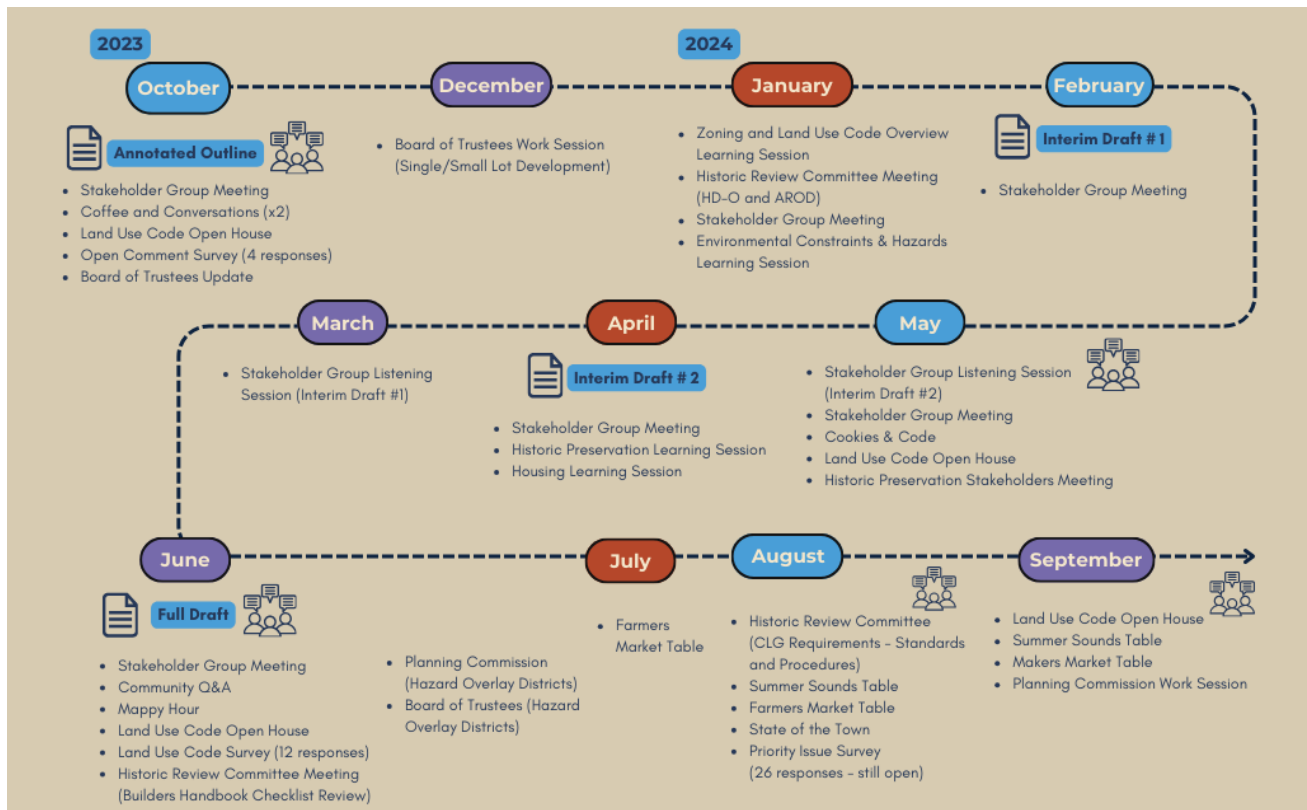 2023
October
Annotated Outline
• Stakeholder Group Meeting
• Coffee and Conversations (x2)
• Land Use Code Open House
• Open Comment Survey (4 responses)
• Board of Trustees Update
December
• Board of Trustees Work Session
(Single/Small Lot Development)
2024
January
• Zoning and Land Use Code Overview
Learning Session
• Historic Review Committee Meeting
(HD-O and AROD)
• Stakeholder Group Meeting
• Environmental Constraints & Hazards
Learning Session
February
Interim Draft # 1
• Stakeholder Group Meeting
March
• Stakeholder Group Listening
Session (Interim Draft #1)
April
Interim Draft # 2
• Stakeholder Group Meeting
• Historic Preservation Learning Session
• Housing Learning Session
May
• Stakeholder Group Listening Session
(Interim Draft #2)
• Stakeholder Group Meeting
• Cookies & Code
• Land Use Code Open House
• Historic Preservation Stakeholders Meeting
June
Full Draft
• Stakeholder Group Meeting
• Community Q&A
• Mappy Hour
• Land Use Code Open House
• Land Use Code Survey (12 responses)
• Historic Review Committee Meeting
(Builders Handbook Checklist Review)
• Planning Commission
(Hazard Overlay Districts)
• Board of Trustees (Hazard
Overlay Districts)
July
• Farmers
Market Table
August
• Historic Review Committee
(CLG Requirements - Standards
and Procedures)
• Summer Sounds Table
• Farmers Market Table
• State of the Town
• Priority Issue Survey
(26 responses - still open)
September
• Land Use Code Open House
• Summer Sounds Table
• Makers Market Table
• Planning Commission Work Session